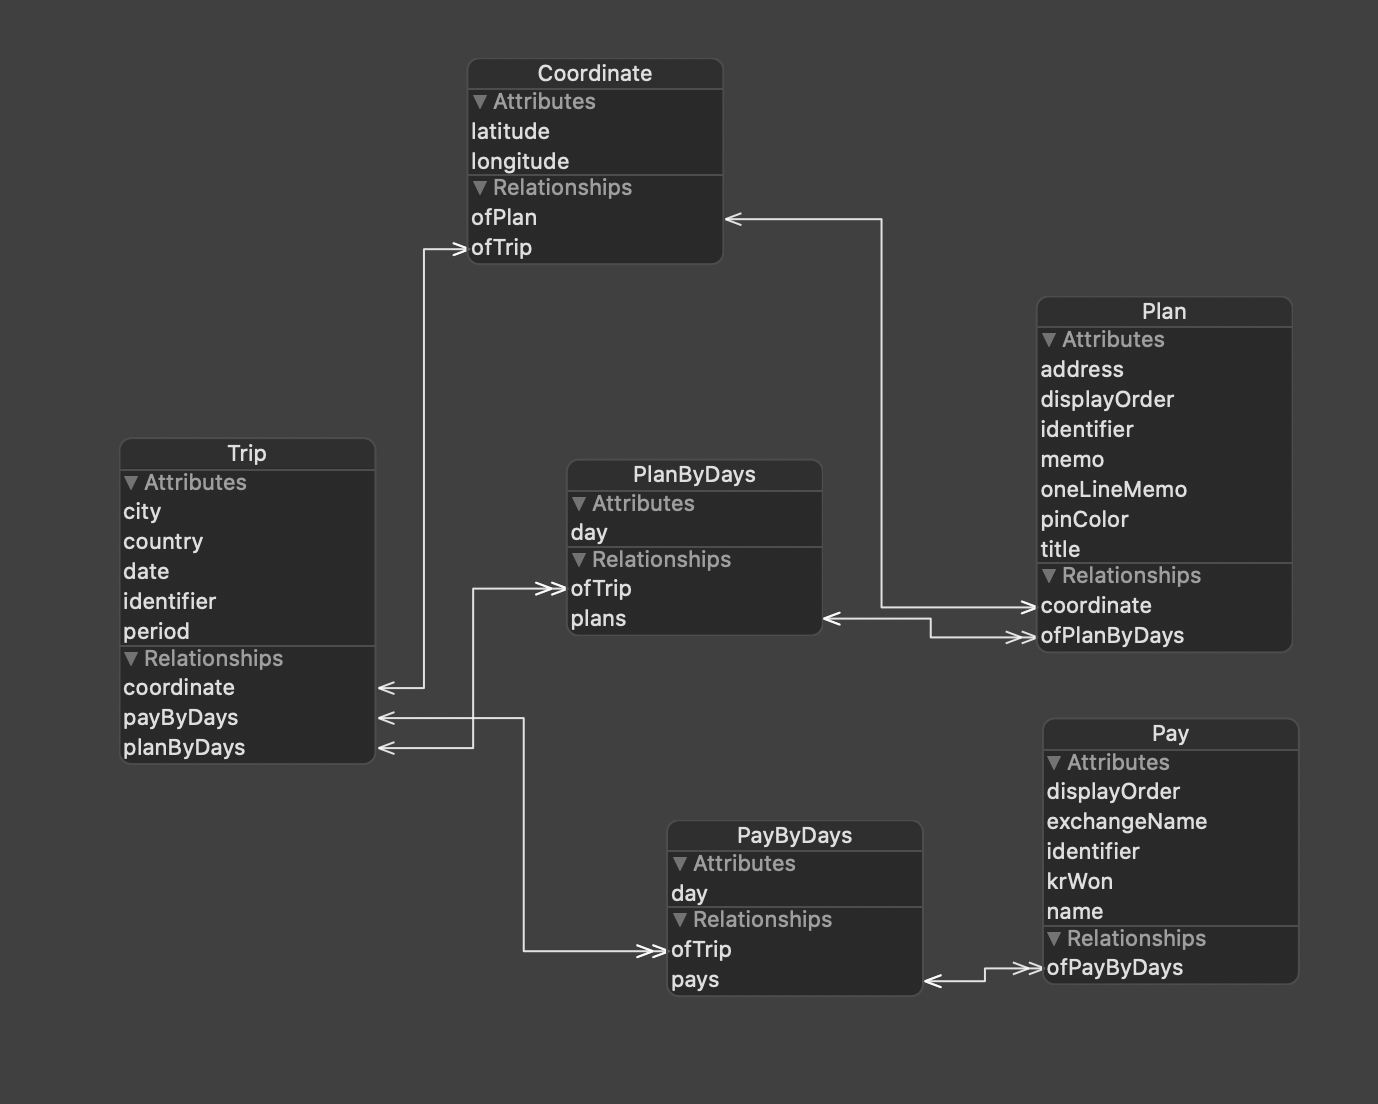 Coordinate
Attributes
latitude
longitude
Relationships
ofPlan
ofTrip
Plan
Attributes
address
displayOrder
identifier
memo
oneLineMemo
pinColor
title
Relationships
coordinate
ofPlanByDays
Trip
Attributes
city
country
date
identifier
period
Relationships
coordinate
payByDays
planByDays
PlanByDays
Attributes
day
Relationships
ofTrip
plans
Pay
Attributes
displayOrder
exchangeName
identifier
krWon
name
Relationships
ofPayByDays
PayByDays
Attributes
day
Relationships
ofTrip
pays